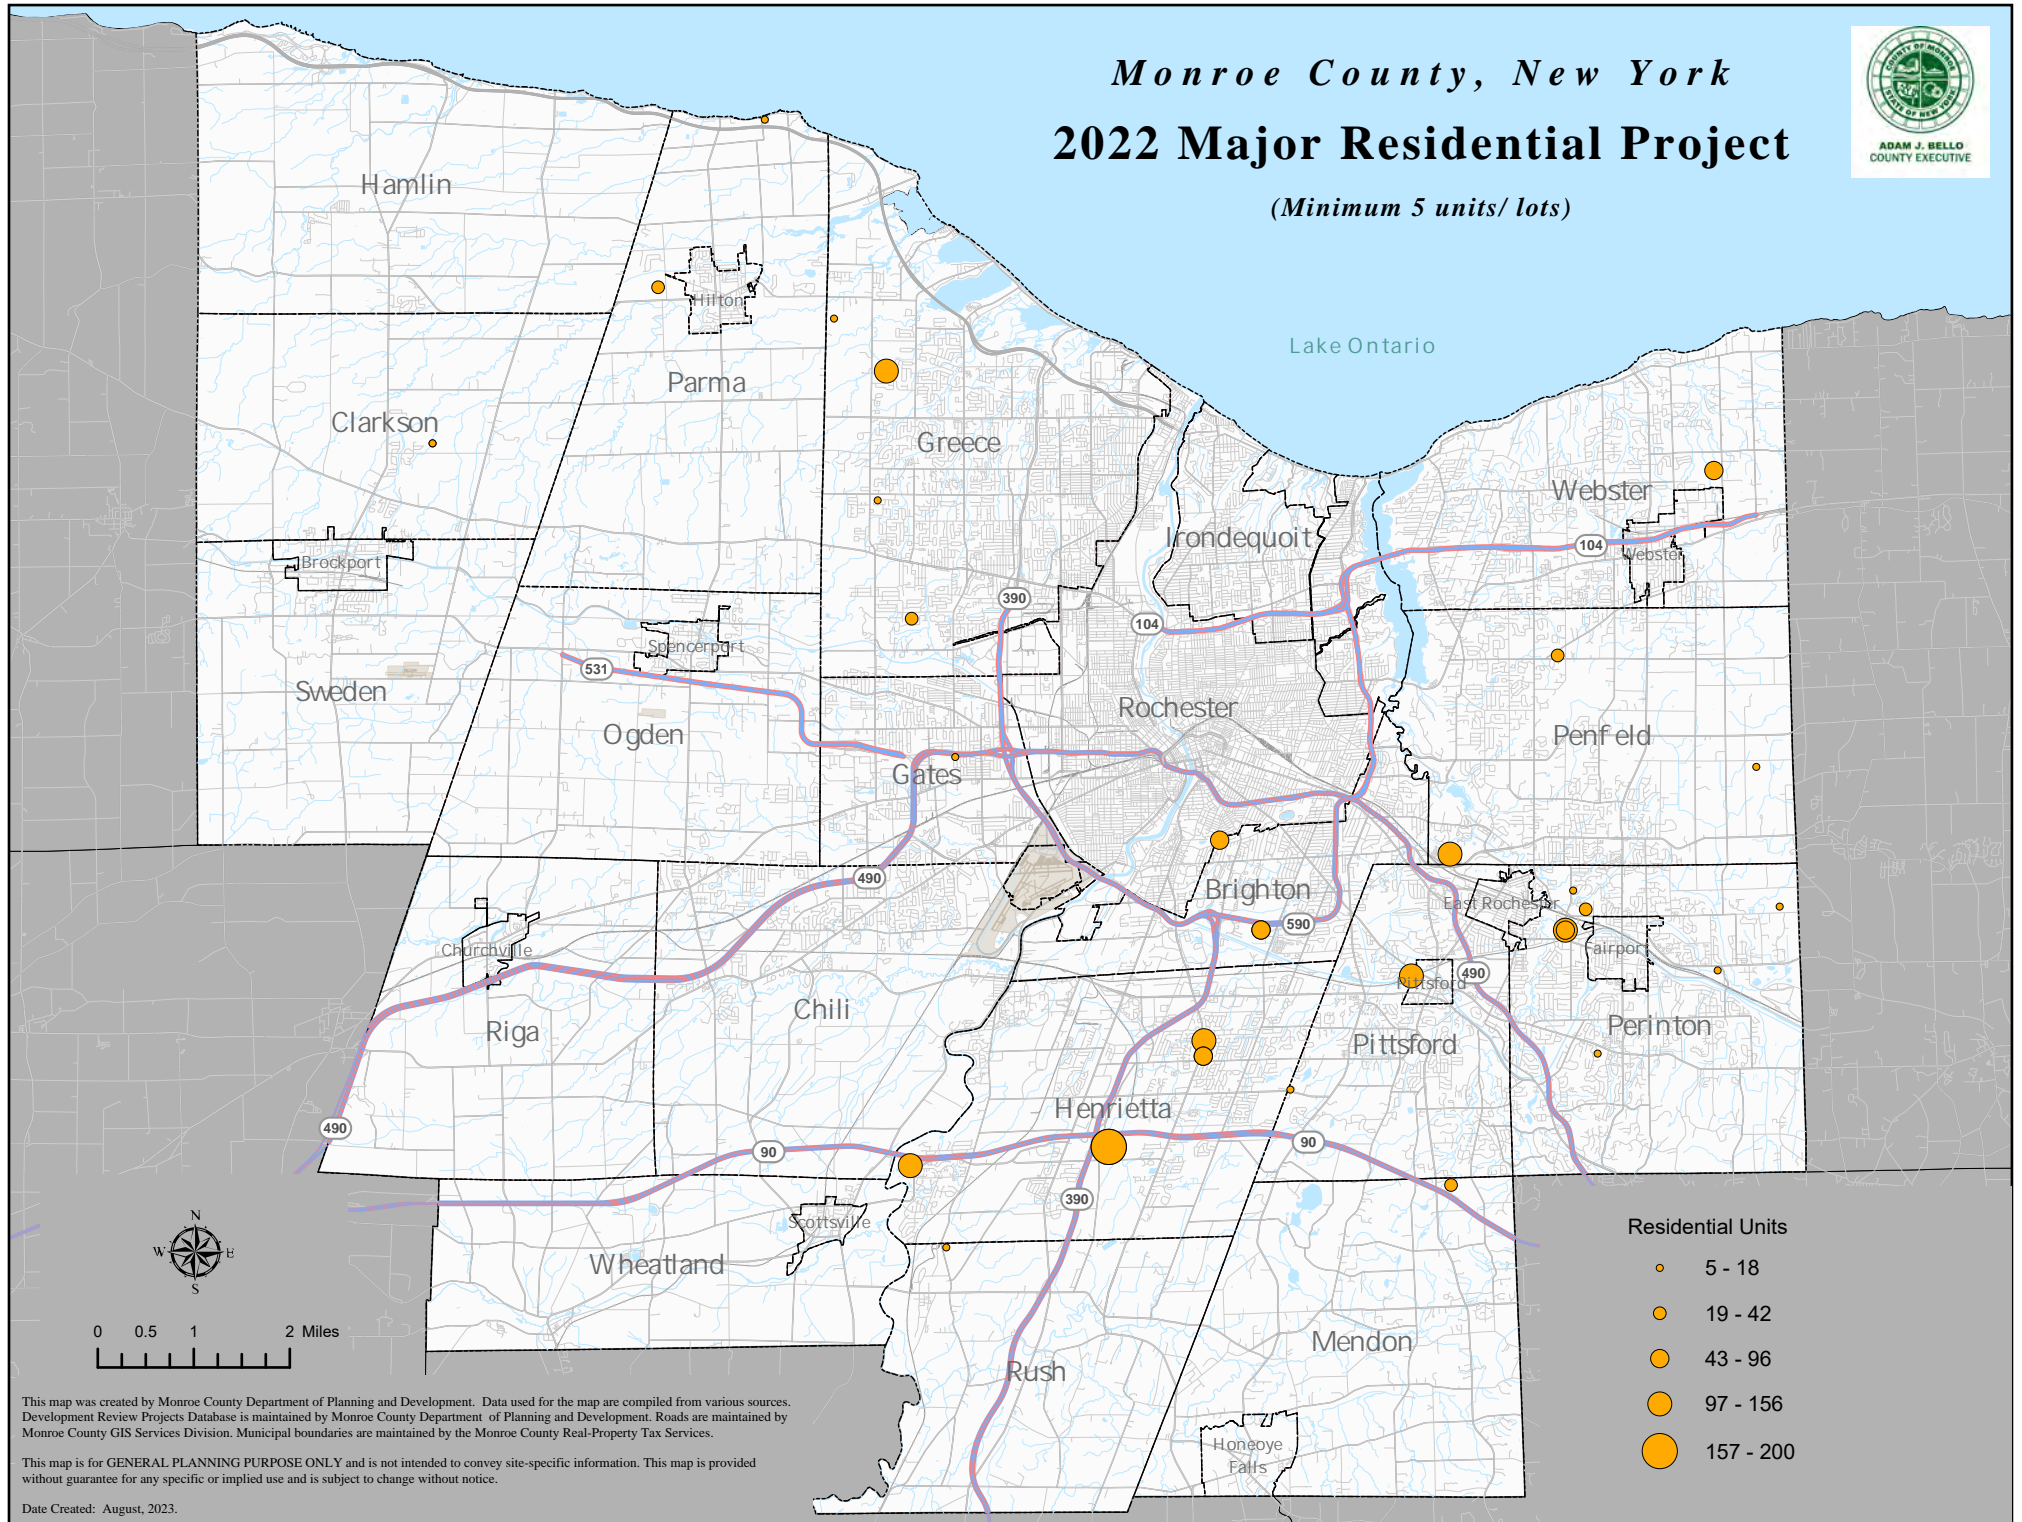 Monroe County, New York
2022 Major Residential Project
(Minimum 5 units/ lots)
COUNTY OF MONROE
STATE OF NEW YORK
ADAM J. BELLO
COUNTY EXECUTIVE
Hamlin
Hilton
Lake Ontario
Parma
Clarkson
Greece
Webster
Irondequoit
104
Webster
Brockport
390
104
Spencerport
531
Sweden
Rochester
Ogden
Penfield
Gates
490
Brighton
East Rochester
590
Churchville
Fairport
490
Pittsford
Chili
Riga
Perinton
Pittsford
Henrietta
490
90
90
390
Scottsville
Wheatland
Mendon
Rush
Honeoye
Falls
N
W E
S
0 0.5 1 2 Miles
Residential Units
5 - 18
19 - 42
43 - 96
97 - 156
157 - 200
This map was created by Monroe County Department of Planning and Development. Data used for the map are compiled from various sources.
Development Review Projects Database is maintained by Monroe County Department of Planning and Development. Roads are maintained by
Monroe County GIS Services Division. Municipal boundaries are maintained by the Monroe County Real-Property Tax Services.
This map is for GENERAL PLANNING PURPOSE ONLY and is not intended to convey site-specific information. This map is provided
without guarantee for any specific or implied use and is subject to change without notice.
Date Created: August, 2023.